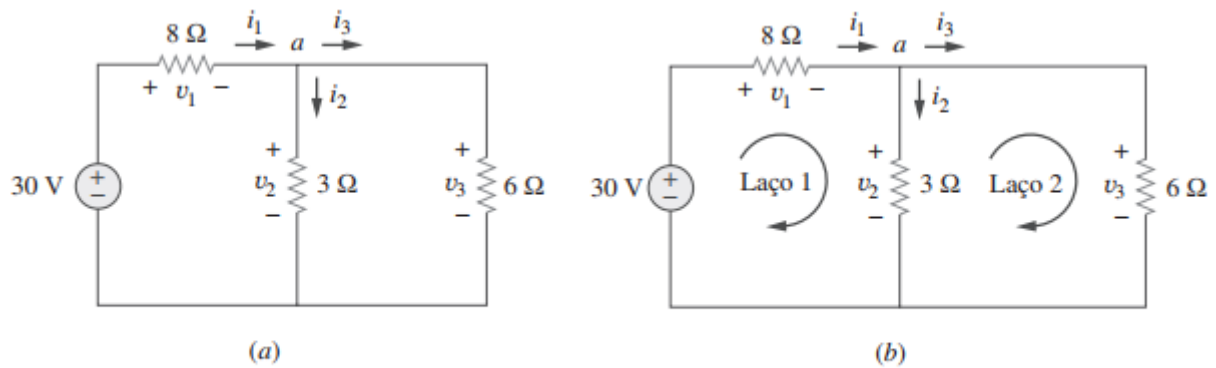 8 Ω i₁ a i₃
+ v₁ −
i₂
30 V + −
+ v₂ − 3 Ω
+ v₃ − 6 Ω
(a)
8 Ω i₁ a i₃
+ v₁ −
i₂
30 V + −
Laço 1
+ v₂ − 3 Ω
Laço 2
+ v₃ − 6 Ω
(b)